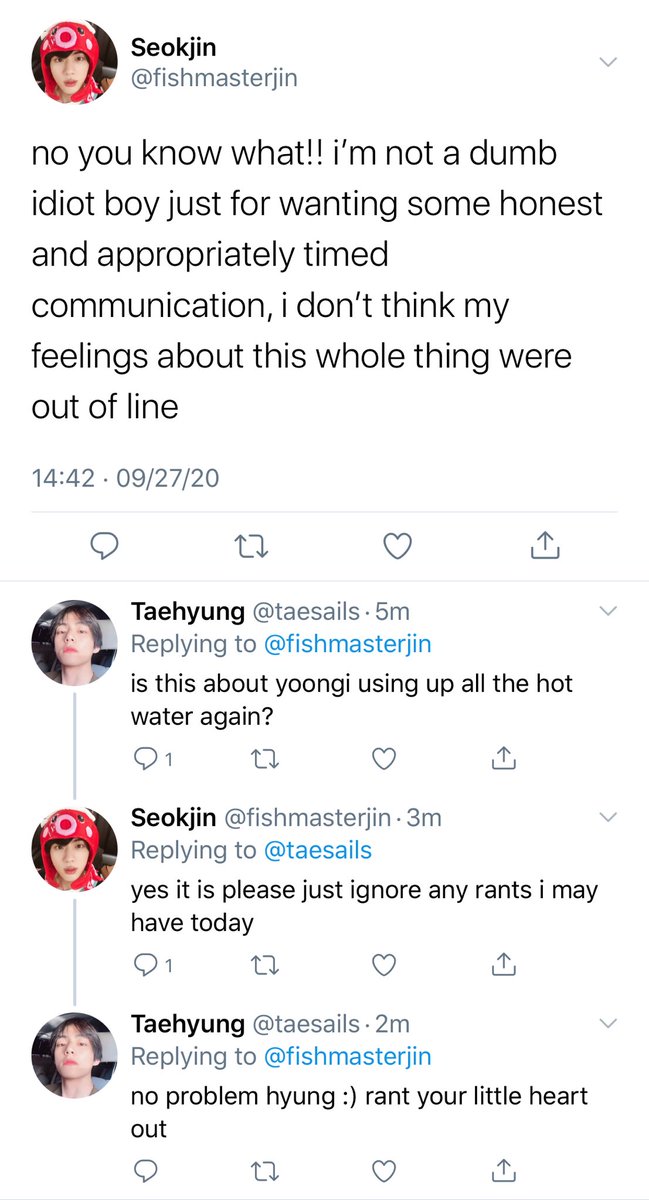 Seokjin
@fishmasterjin
no you know what!! i’m not a dumb
idiot boy just for wanting some honest
and appropriately timed
communication, i don’t think my
feelings about this whole thing were
out of line
14:42 · 09/27/20
Taehyung @taesails · 5m
Replying to @fishmasterjin
is this about yoongi using up all the hot
water again?
1
Seokjin @fishmasterjin · 3m
Replying to @taesails
yes it is please just ignore any rants i may
have today
1
Taehyung @taesails · 2m
Replying to @fishmasterjin
no problem hyung :) rant your little heart
out